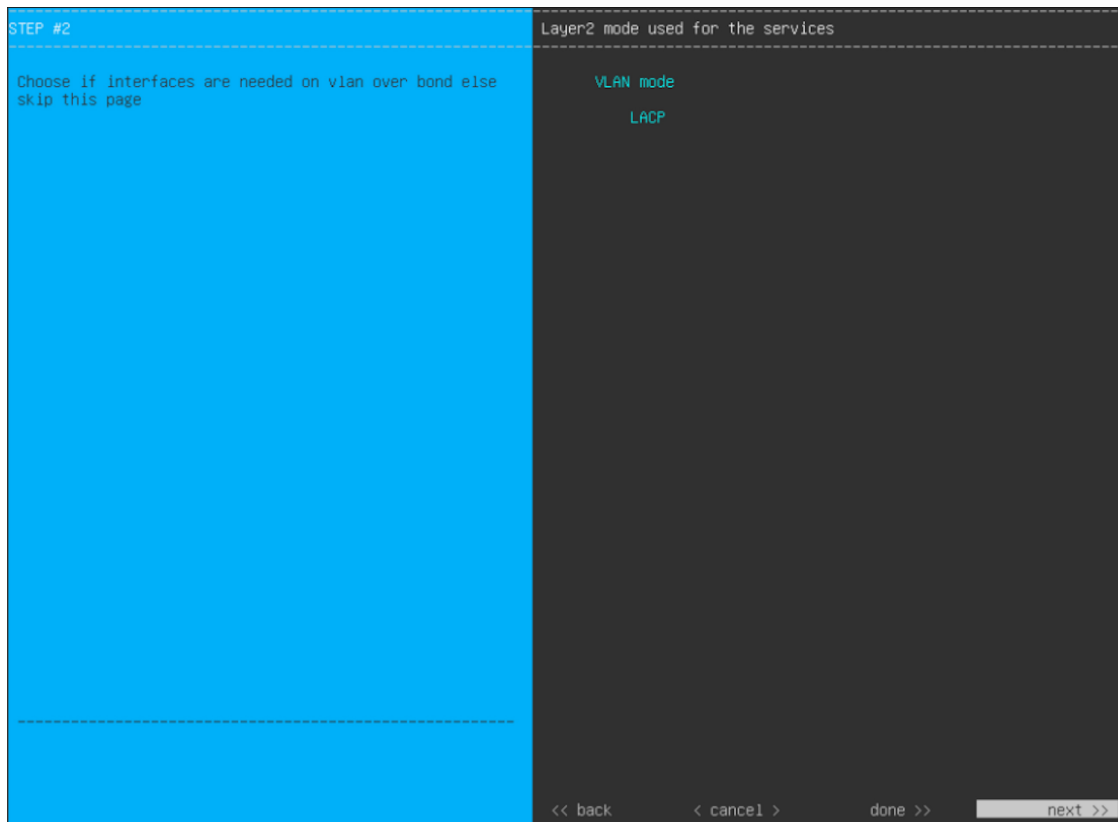 STEP #2
Choose if interfaces are needed on vlan over bond else
skip this page
Layer2 mode used for the services
VLAN mode
LACP
<< back < cancel > done >> next >>